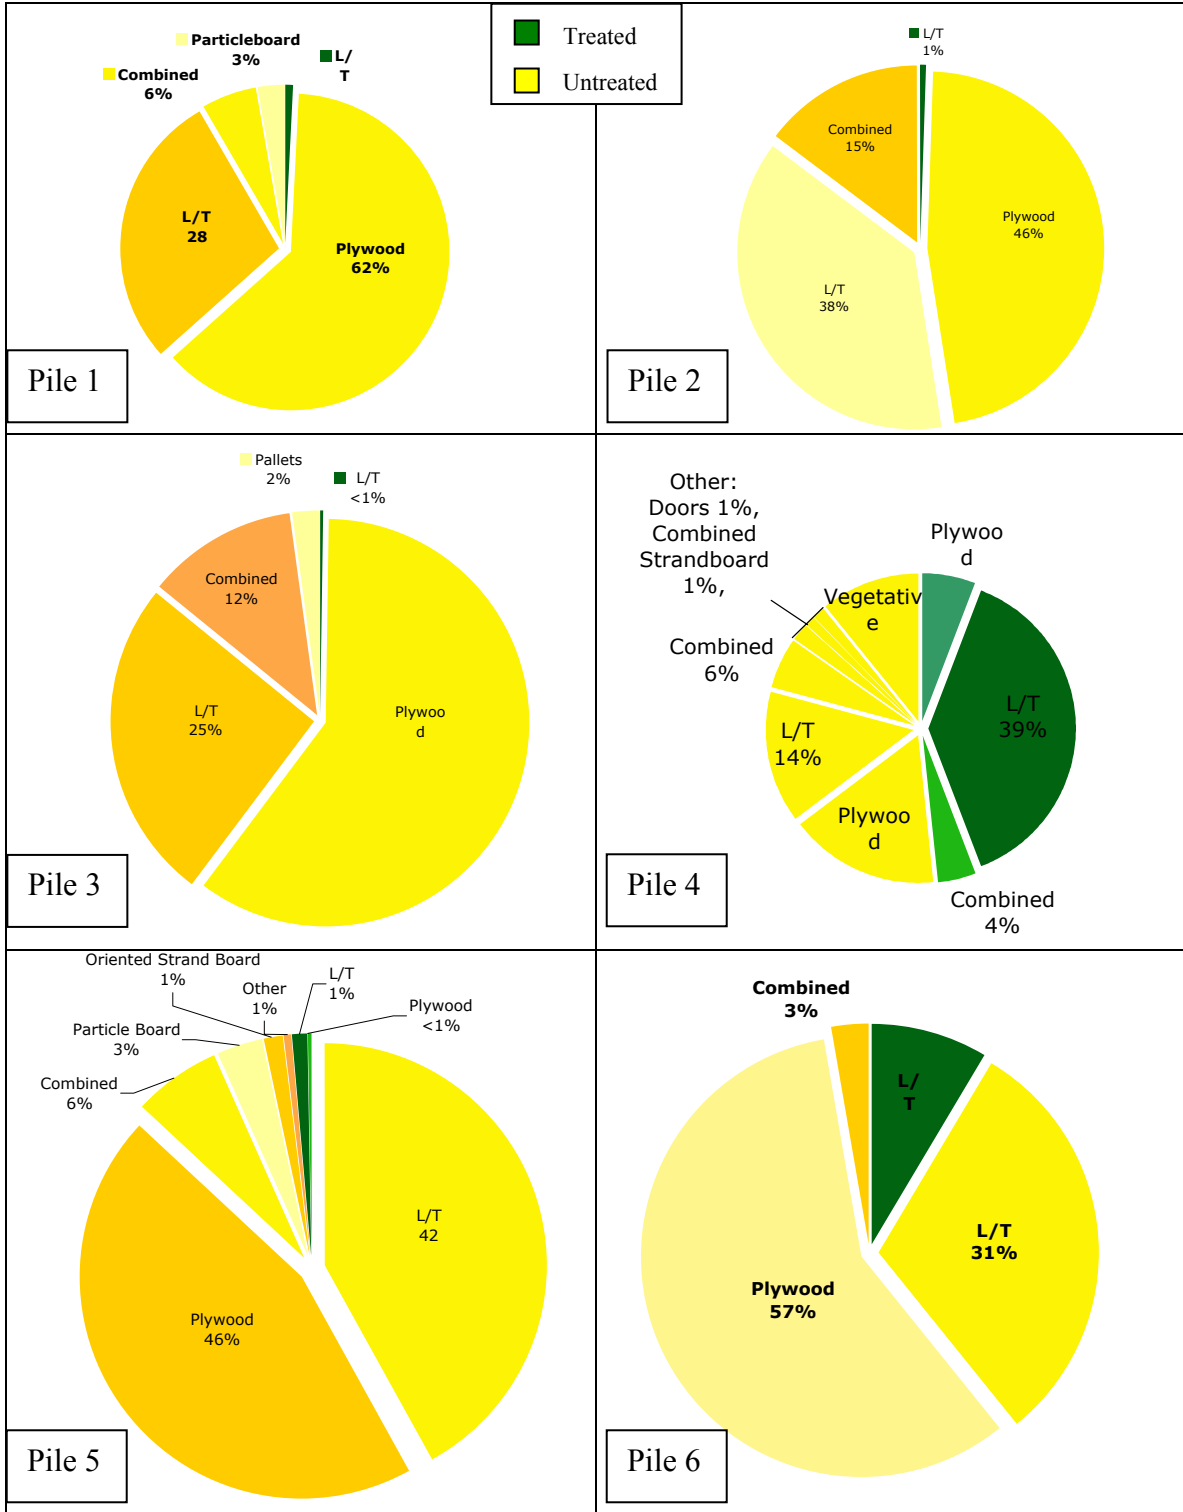 Treated
Untreated
Particleboard
3%
L/
T
Combined
6%
L/T
28
Plywood
62%
Pile 1
L/T
1%
Combined
15%
Plywood
46%
L/T
38%
Pile 2
Pallets
2%
L/T
<1%
Combined
12%
L/T
25%
Plywoo
d
Pile 3
Other:
Doors 1%,
Combined
Strandboard
1%,
Plywoo
d
Vegetativ
e
Combined
6%
L/T
39%
L/T
14%
Plywoo
d
Combined
4%
Pile 4
Oriented Strand Board
1%
Other
1%
L/T
1%
Plywood
<1%
Particle Board
3%
Combined
6%
L/T
42
Plywood
46%
Pile 5
Combined
3%
L/
T
L/T
31%
Plywood
57%
Pile 6